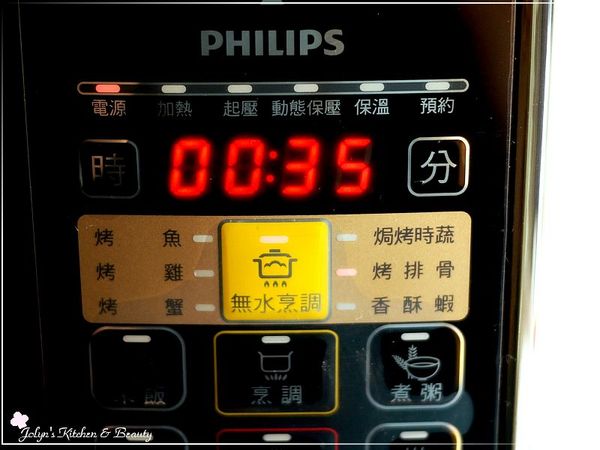 PHILIPS
電源 加熱 起壓 動態保壓 保溫 預約
時 00:35 分
烤魚 焗烤時蔬
烤雞 烤排骨
烤蟹 無水烹調 香酥蝦
飯 烹調 煮粥
Jolyn's Kitchen & Beauty